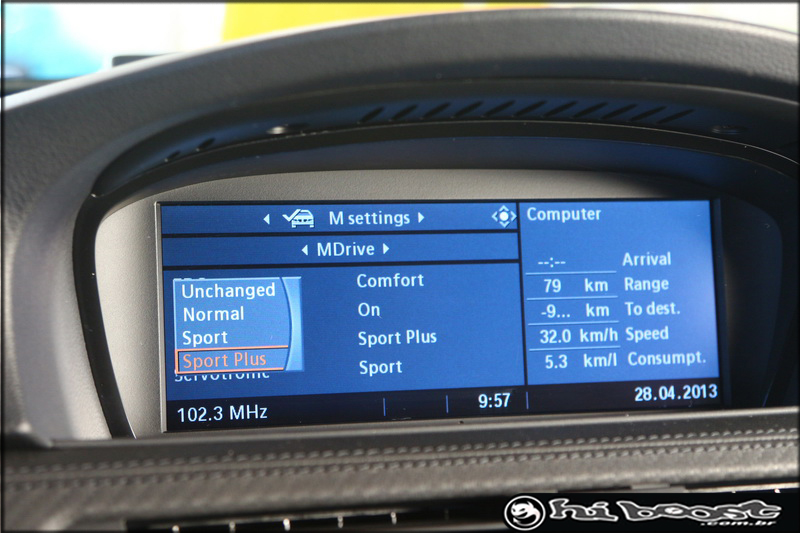 M settings
MDrive
Unchanged
Normal
Sport
Sport Plus
Servotronic
Comfort
On
Sport Plus
Sport
Computer
--:-- Arrival
79 km Range
-9... km To dest.
32.0 km/h Speed
5.3 km/l Consumpt.
102.3 MHz
9:57
28.04.2013
hi boost
.com.br